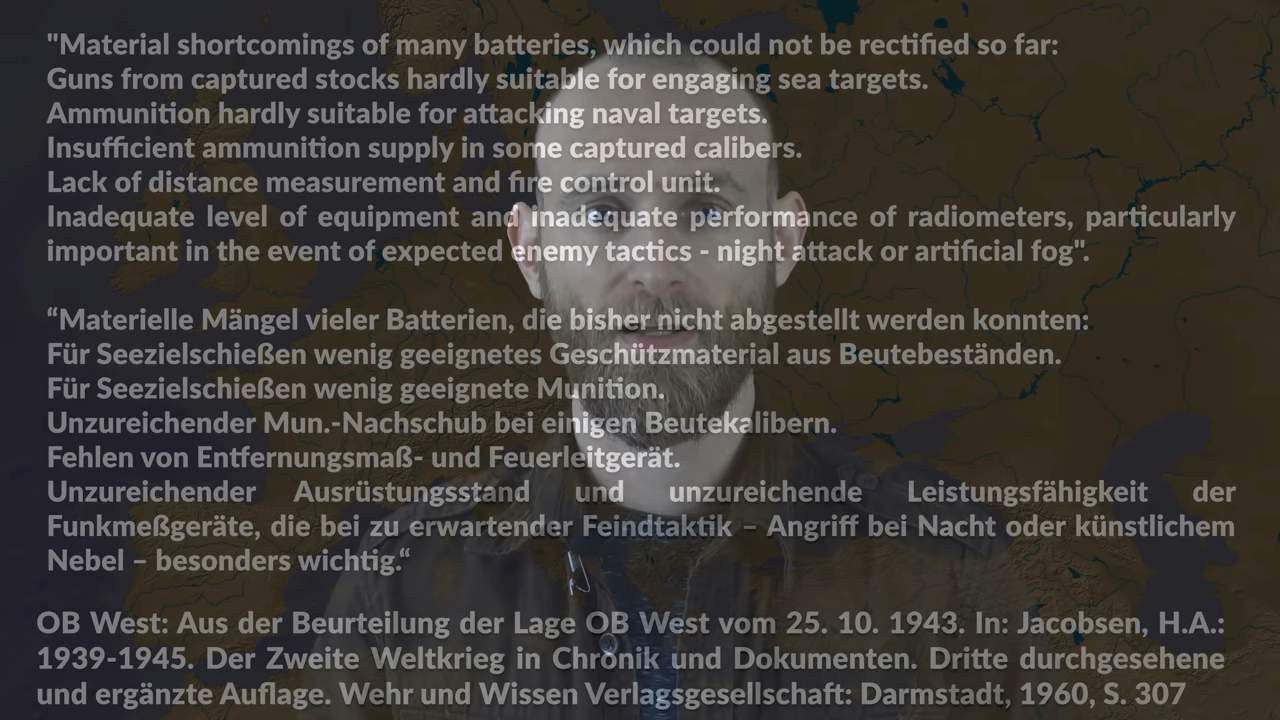 "Material shortcomings of many batteries, which could not be rectified so far:
Guns from captured stocks hardly suitable for engaging sea targets.
Ammunition hardly suitable for attacking naval targets.
Insufficient ammunition supply in some captured calibers.
Lack of distance measurement and fire control unit.
Inadequate level of equipment and inadequate performance of radiometers, particularly
important in the event of expected enemy tactics - night attack or artificial fog".
“Materielle Mängel vieler Batterien, die bisher nicht abgestellt werden konnten:
Für Seezielschießen wenig geeignetes Geschützmaterial aus Beutebeständen.
Für Seezielschießen wenig geeignete Munition.
Unzureichender Mun.-Nachschub bei einigen Beutekalibern.
Fehlen von Entfernungsmaß- und Feuerleitgerät.
Unzureichender Ausrüstungsstand und unzureichende Leistungsfähigkeit der
Funkmeßgeräte, die bei zu erwartender Feindtaktik – Angriff bei Nacht oder künstlichem
Nebel – besonders wichtig.“
OB West: Aus der Beurteilung der Lage OB West vom 25. 10. 1943. In: Jacobsen, H.A.:
1939-1945. Der Zweite Weltkrieg in Chronik und Dokumenten. Dritte durchgesehene
und ergänzte Auflage. Wehr und Wissen Verlagsgesellschaft: Darmstadt, 1960, S. 307